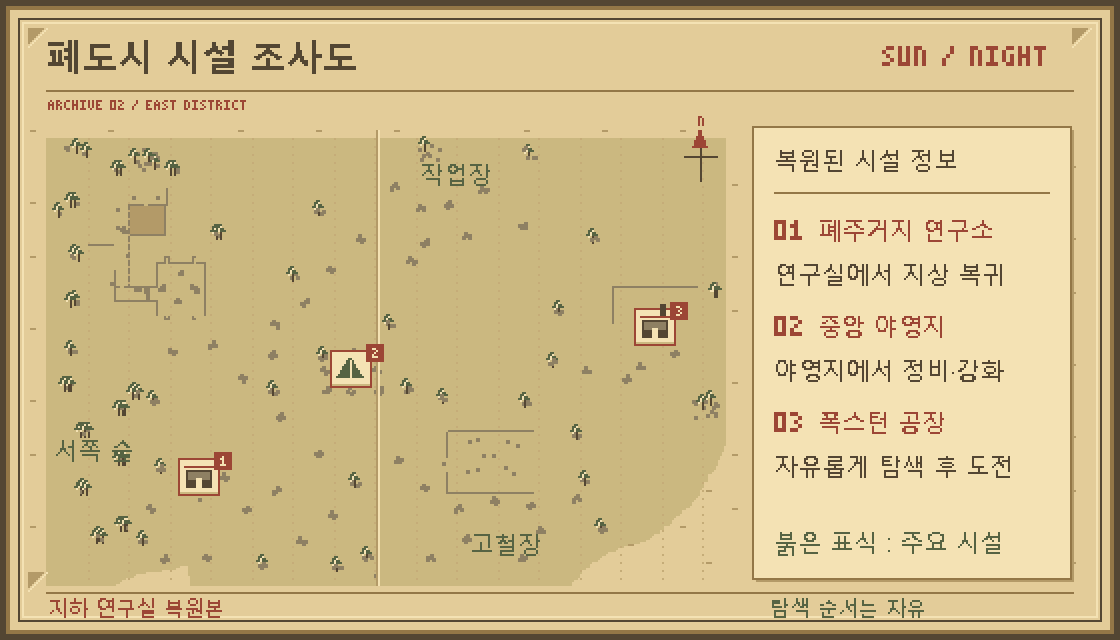 폐도시 시설 조사도
SUN / NIGHT
ARCHIVE 02 / EAST DISTRICT
n
작업장
3
2
서쪽 숲
1
고철장
복원된 시설 정보
01 폐주거지 연구소
연구실에서 지상 복귀
02 중앙 야영지
야영지에서 정비·강화
03 폭스턴 공장
자유롭게 탐색 후 도전
붉은 표식 : 주요 시설
지하 연구실 복원본
탐색 순서는 자유